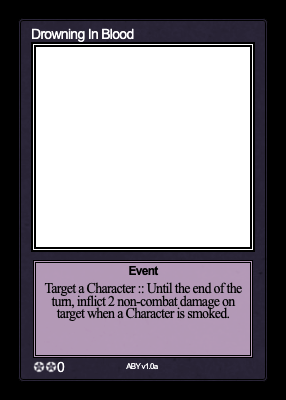 Drowning In Blood
Event
Target a Character :: Until the end of the
turn, inflict 2 non-combat damage on
target when a Character is smoked.
0
ABY v1.0a